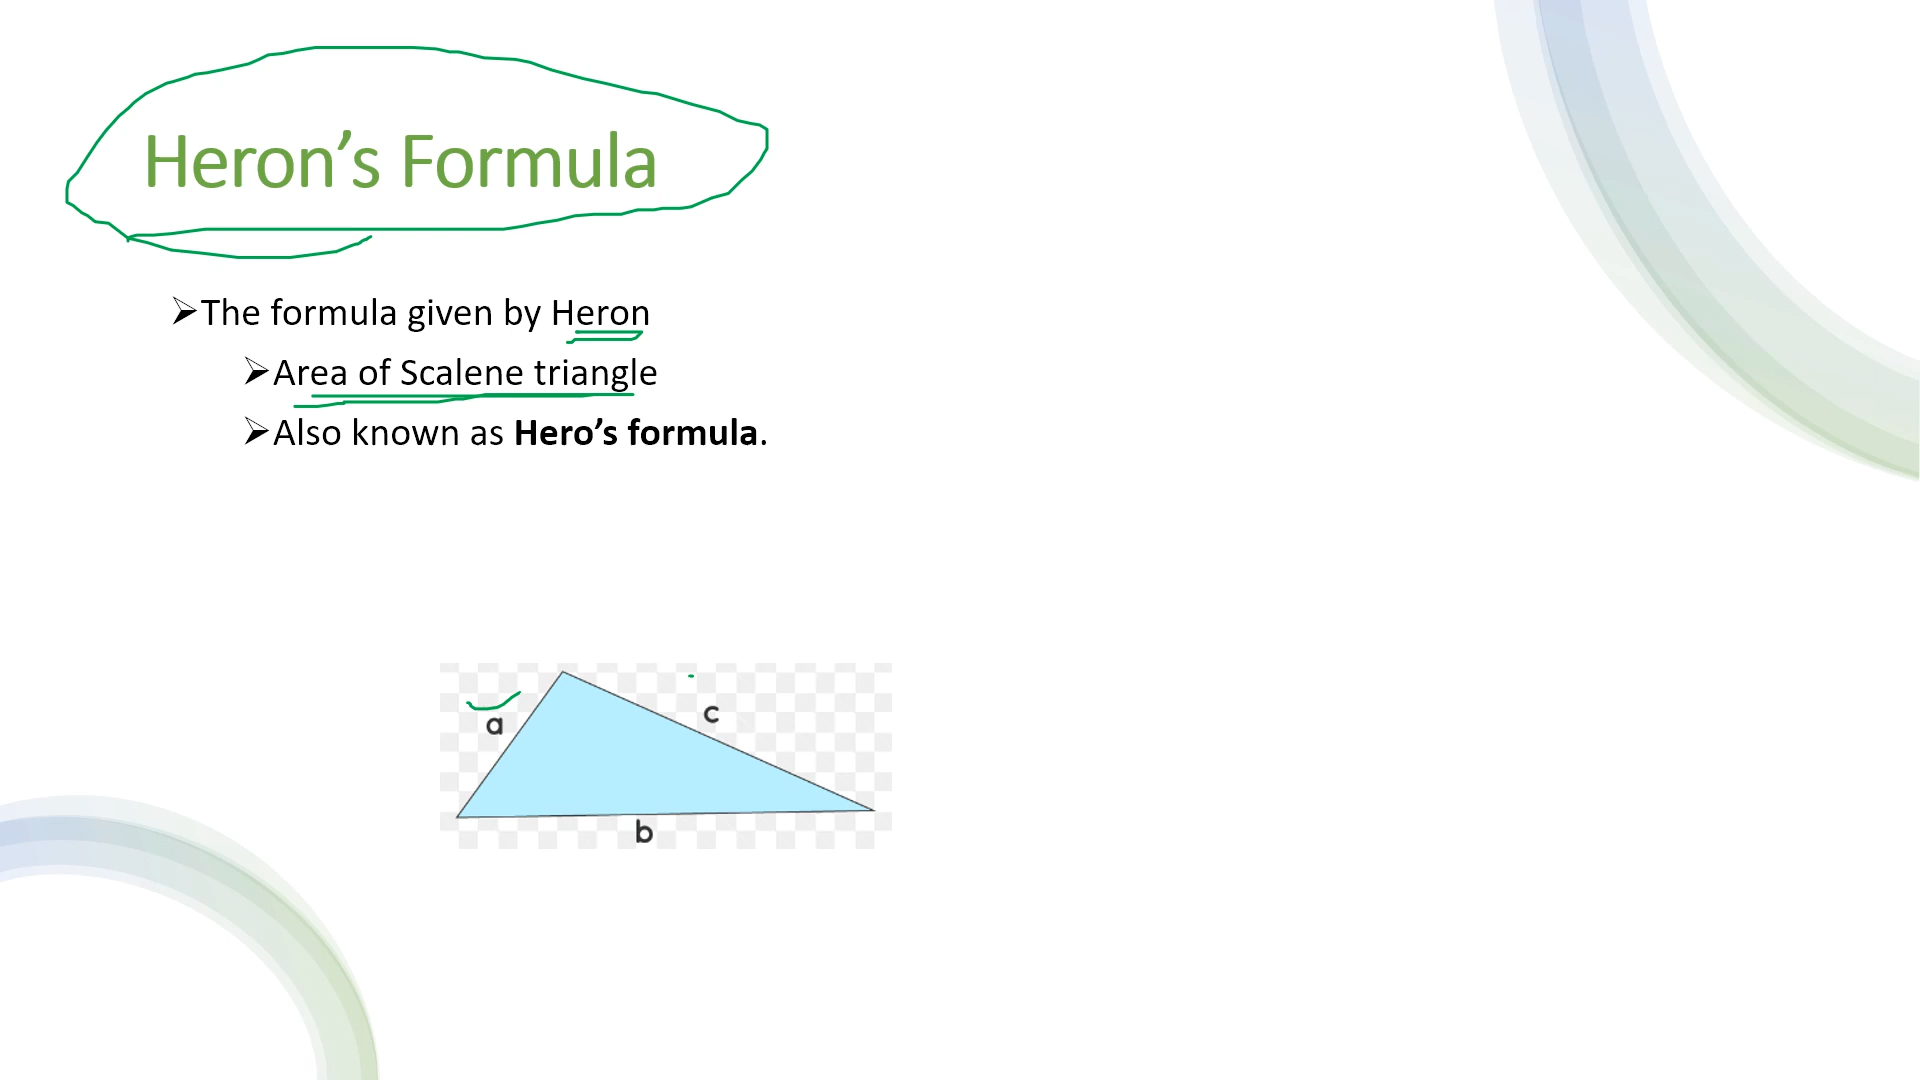 Heron’s Formula
➢The formula given by Heron
➢Area of Scalene triangle
➢Also known as Hero’s formula.
a
c
b